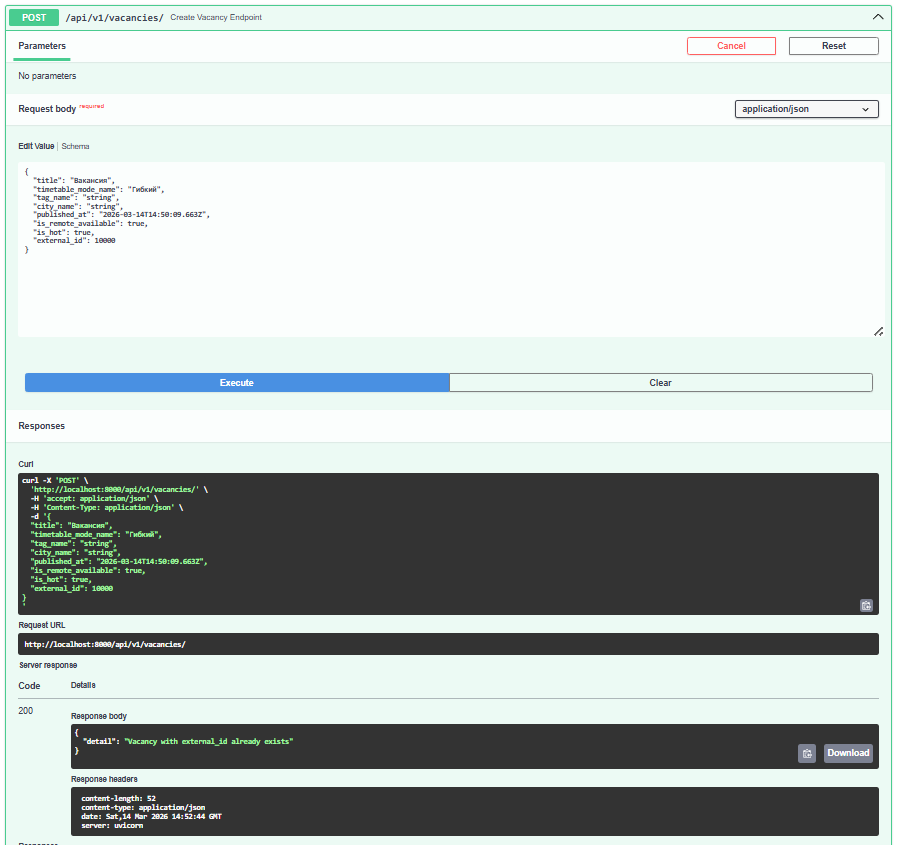 POST /api/v1/vacancies/ Create Vacancy Endpoint
Parameters
Cancel
Reset
No parameters
Request body required
application/json
Edit Value | Schema
{
"title": "Вакансия",
"timetable_mode_name": "Гибкий",
"tag_name": "string",
"city_name": "string",
"published_at": "2026-03-14T14:50:09.663Z",
"is_remote_available": true,
"is_hot": true,
"external_id": 10000
}
Execute
Clear
Responses
Curl
curl -X 'POST' \
'http://localhost:8000/api/v1/vacancies/' \
-H 'accept: application/json' \
-H 'Content-Type: application/json' \
-d '{
"title": "Вакансия",
"timetable_mode_name": "Гибкий",
"tag_name": "string",
"city_name": "string",
"published_at": "2026-03-14T14:50:09.663Z",
"is_remote_available": true,
"is_hot": true,
"external_id": 10000
}
'
Request URL
http://localhost:8000/api/v1/vacancies/
Server response
Code Details
200
Response body
{
"detail": "Vacancy with external_id already exists"
}
Download
Response headers
content-length: 52
content-type: application/json
date: Sat,14 Mar 2026 14:52:44 GMT
server: uvicorn